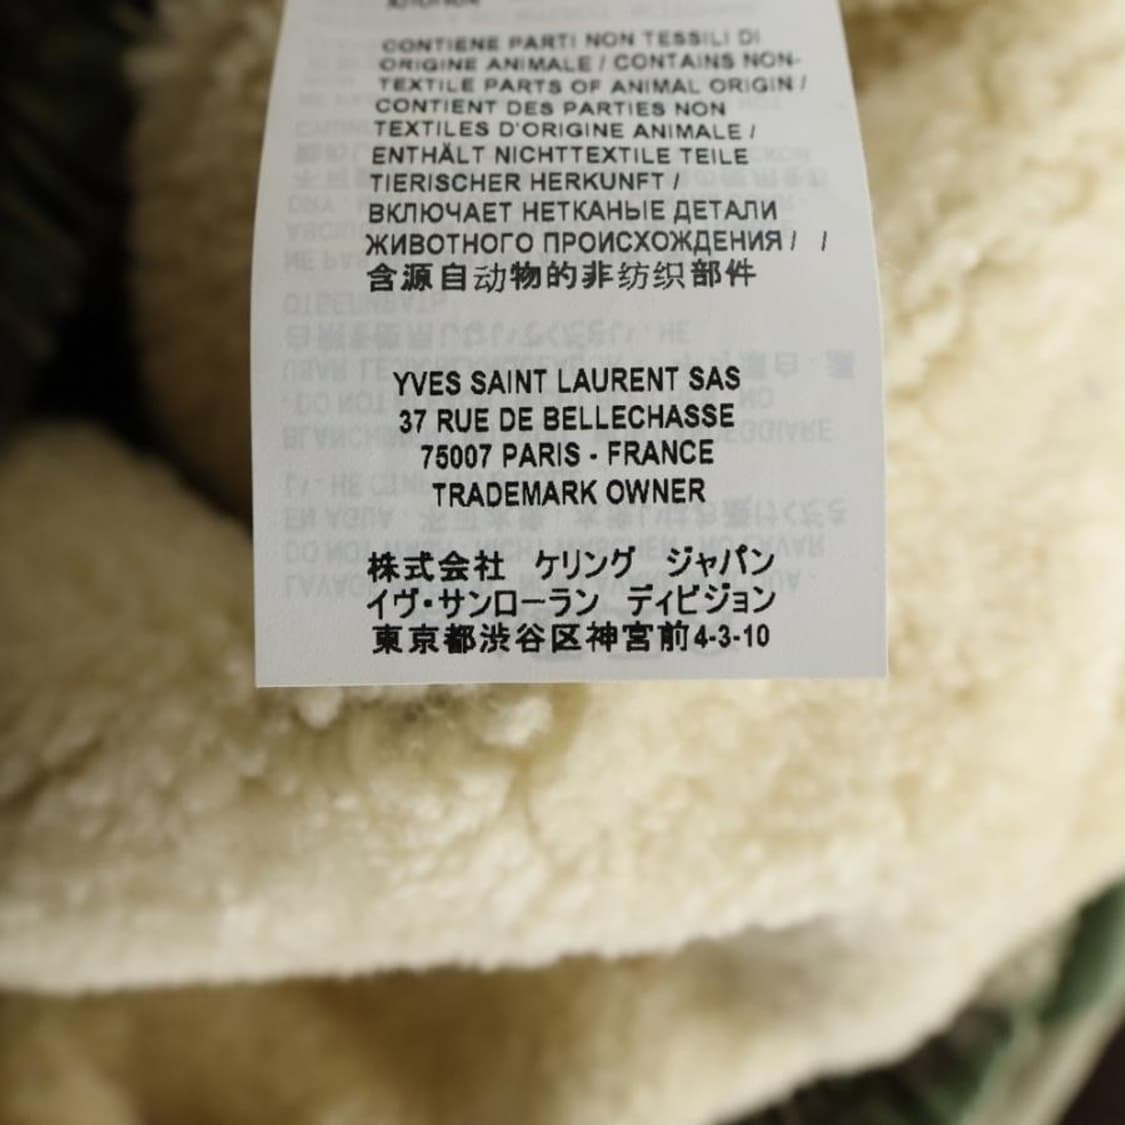 CONTIENE PARTI NON TESSILI DI
ORIGINE ANIMALE / CONTAINS NON-
TEXTILE PARTS OF ANIMAL ORIGIN /
CONTIENT DES PARTIES NON
TEXTILES D'ORIGINE ANIMALE /
ENTHÄLT NICHTTEXTILE TEILE
TIERISCHER HERKUNFT /
ВКЛЮЧАЕТ НЕТКАНЫЕ ДЕТАЛИ
ЖИВОТНОГО ПРОИСХОЖДЕНИЯ / /
含源自动物的非纺织部件
YVES SAINT LAURENT SAS
37 RUE DE BELLECHASSE
75007 PARIS - FRANCE
TRADEMARK OWNER
株式会社 ケリング ジャパン
イヴ・サンローラン ディビジョン
東京都渋谷区神宮前4-3-10